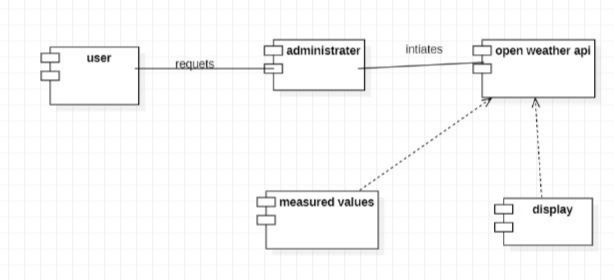 user
requets
administrater
intiates
open weather api
measured values
display